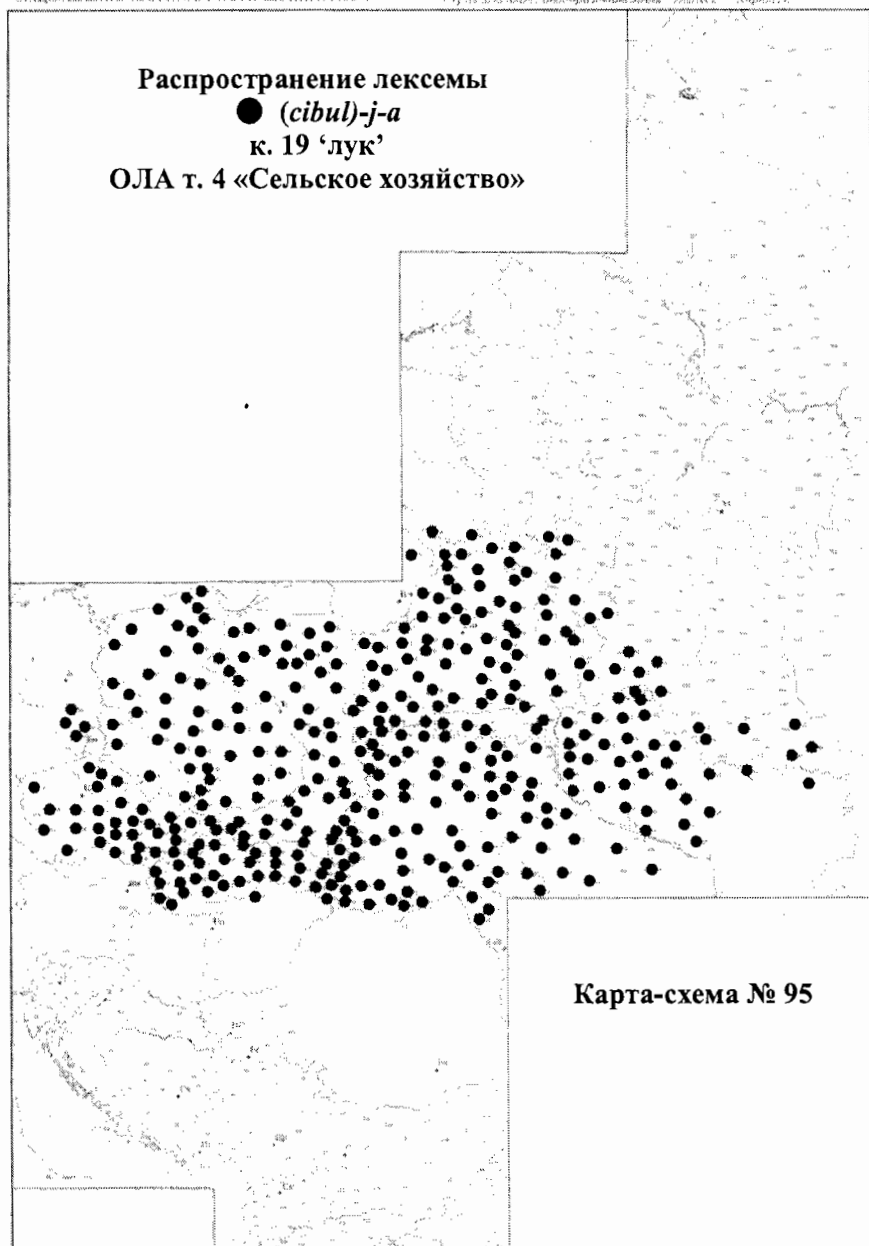 Распространение лексемы
● (cibul)-j-a
к. 19 ‘лук’
ОЛА т. 4 «Сельское хозяйство»
Карта-схема № 95